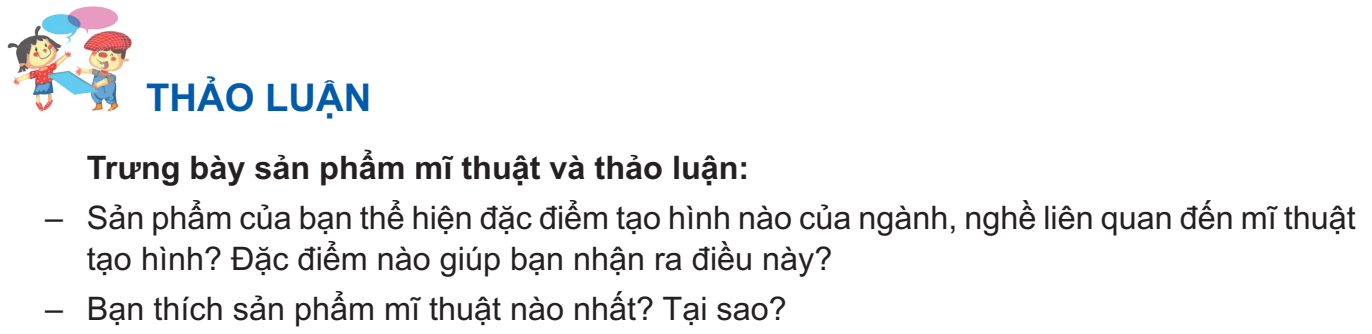 THẢO LUẬN
Trưng bày sản phẩm mĩ thuật và thảo luận:
– Sản phẩm của bạn thể hiện đặc điểm tạo hình nào của ngành, nghề liên quan đến mĩ thuật
tạo hình? Đặc điểm nào giúp bạn nhận ra điều này?
– Bạn thích sản phẩm mĩ thuật nào nhất? Tại sao?